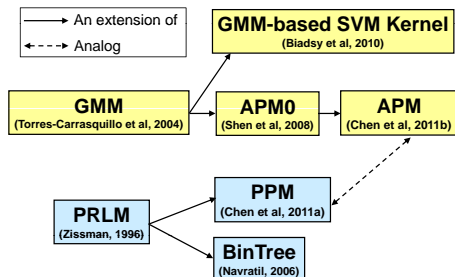 An extension of
Analog
GMM-based SVM Kernel
(Biadsy et al, 2010)
GMM
(Torres-Carrasquillo et al, 2004)
APM0
(Shen et al, 2008)
APM
(Chen et al, 2011b)
PRLM
(Zissman, 1996)
PPM
(Chen et al, 2011a)
BinTree
(Navratil, 2006)